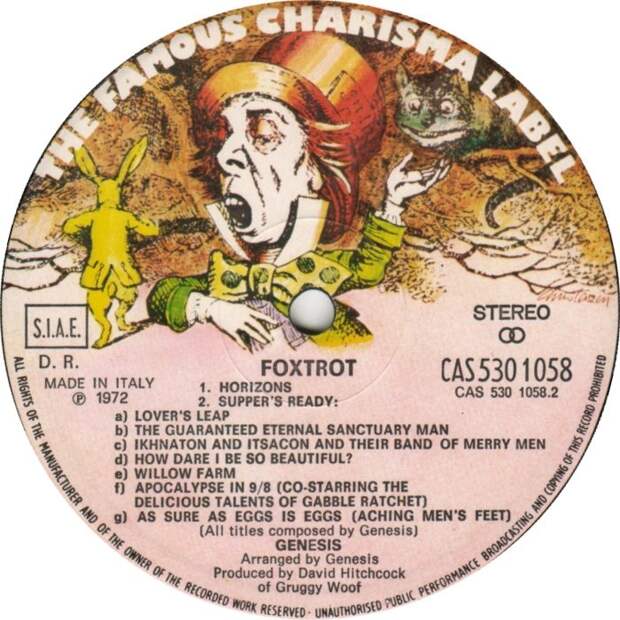 THE FAMOUS CHARISMA LABEL
S.I.A.E.
D. R.
MADE IN ITALY
Ⓟ 1972
STEREO
CAS 530 1058
CAS 530 1058.2
FOXTROT
1. HORIZONS
2. SUPPER'S READY:
a) LOVER'S LEAP
b) THE GUARANTEED ETERNAL SANCTUARY MAN
c) IKHNATON AND ITSACON AND THEIR BAND OF MERRY MEN
d) HOW DARE I BE SO BEAUTIFUL?
e) WILLOW FARM
f) APOCALYPSE IN 9/8 (CO-STARRING THE
DELICIOUS TALENTS OF GABBLE RATCHET)
g) AS SURE AS EGGS IS EGGS (ACHING MEN'S FEET)
(All titles composed by Genesis)
GENESIS
Arranged by Genesis
Produced by David Hitchcock
of Gruggy Woof
ALL RIGHTS OF THE MANUFACTURER AND OF THE OWNER OF THE RECORDED WORK RESERVED - UNAUTHORISED PUBLIC PERFORMANCE BROADCASTING AND COPYING OF THIS RECORD PROHIBITED